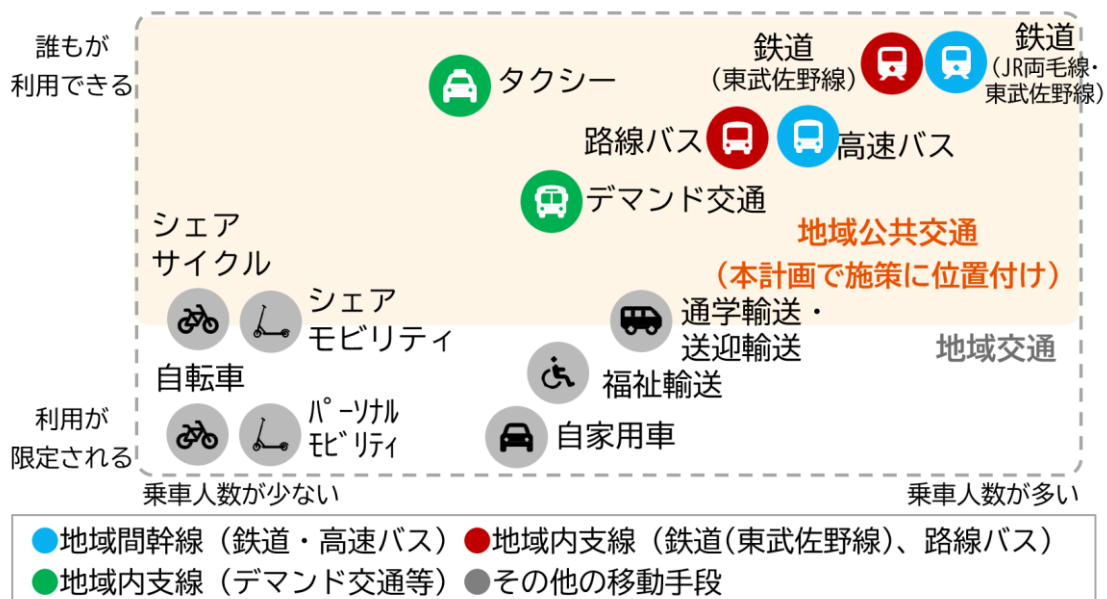 誰もが
利用できる
タクシー
鉄道
（東武佐野線）
鉄道
（JR両毛線・
東武佐野線）
路線バス
高速バス
デマンド交通
シェア
サイクル
地域公共交通
（本計画で施策に位置付け）
シェア
モビリティ
通学輸送・
送迎輸送
地域交通
自転車
福祉輸送
パーソナル
モビリティ
自家用車
利用が
限定される
乗車人数が少ない
乗車人数が多い
●地域間幹線（鉄道・高速バス）●地域内支線（鉄道(東武佐野線)、路線バス）
●地域内支線（デマンド交通等）●その他の移動手段